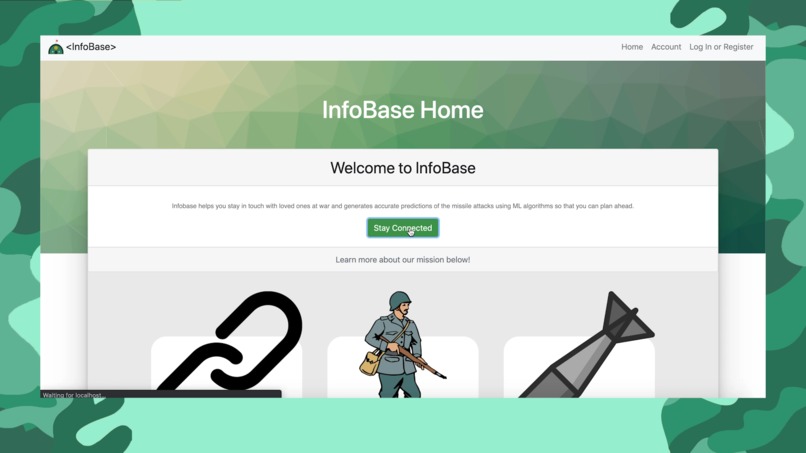 <InfoBase>
Home Account Log In or Register
InfoBase Home
Welcome to InfoBase
Infobase helps you stay in touch with loved ones at war and generates accurate predictions of the missile attacks using ML algorithms so that you can plan ahead.
Stay Connected
Learn more about our mission below!
Waiting for localhost...